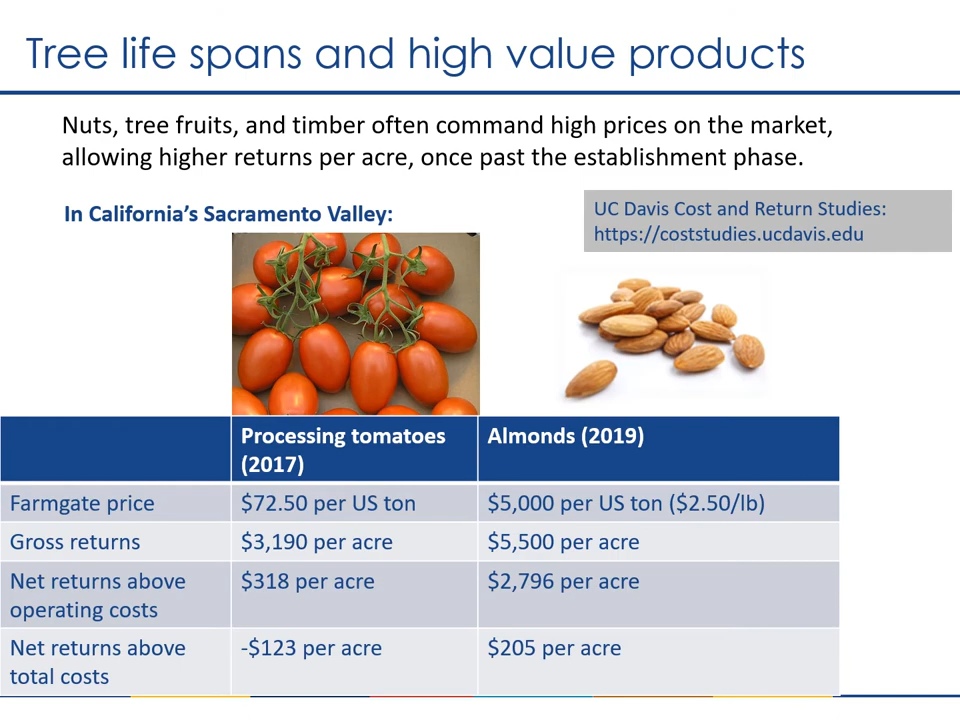 Tree life spans and high value products
Nuts, tree fruits, and timber often command high prices on the market,
allowing higher returns per acre, once past the establishment phase.
In California’s Sacramento Valley:
UC Davis Cost and Return Studies:
https://coststudies.ucdavis.edu
Processing tomatoes
(2017)
Almonds (2019)
Farmgate price
$72.50 per US ton
$5,000 per US ton ($2.50/lb)
Gross returns
$3,190 per acre
$5,500 per acre
Net returns above
operating costs
$318 per acre
$2,796 per acre
Net returns above
total costs
-$123 per acre
$205 per acre